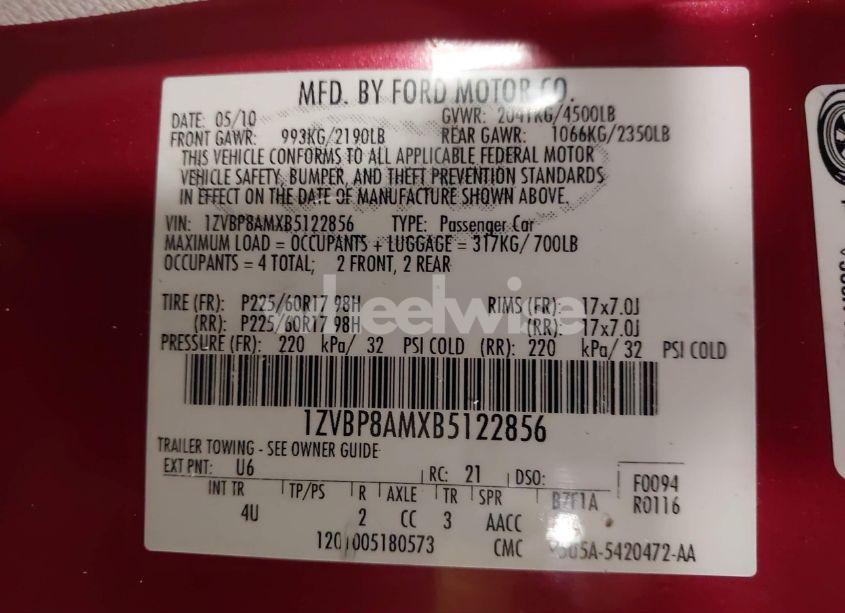 MFD. BY FORD MOTOR CO.
DATE: 05/10 GVWR: 2041KG/4500LB
FRONT GAWR: 993KG/2190LB REAR GAWR: 1066KG/2350LB
THIS VEHICLE CONFORMS TO ALL APPLICABLE FEDERAL MOTOR
VEHICLE SAFETY, BUMPER, AND THEFT PREVENTION STANDARDS
IN EFFECT ON THE DATE OF MANUFACTURE SHOWN ABOVE.
VIN: 1ZVBP8AMXB5122856 TYPE: Passenger Car
MAXIMUM LOAD = OCCUPANTS + LUGGAGE = 317KG/ 700LB
OCCUPANTS = 4 TOTAL; 2 FRONT, 2 REAR
TIRE (FR): P225/60R17 98H RIMS (FR): 17x7.0J
(RR): P225/60R17 98H (RR): 17x7.0J
wheelwise
PRESSURE (FR): 220 kPa/ 32 PSI COLD (RR): 220 kPa/ 32 PSI COLD
1ZVBP8AMXB5122856
TRAILER TOWING - SEE OWNER GUIDE
EXT PNT: U6 RC: 21 DSO: F0094
INT TR TP/PS R AXLE TR SPR B7F1A R0116
4U 2 CC 3 AACC
1201005180573 CMC 5A-5420472-AA